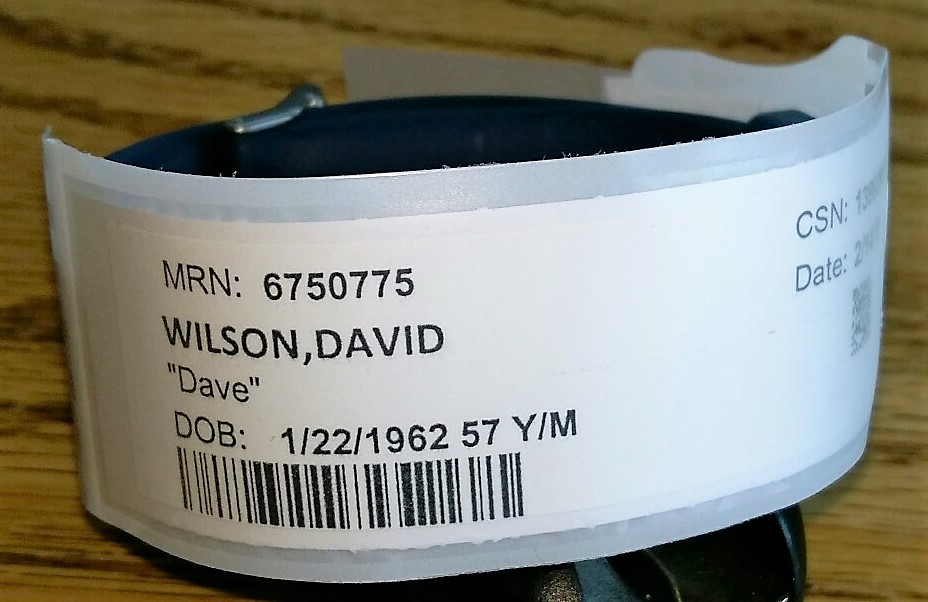 MRN: 6750775
WILSON,DAVID
"Dave"
DOB: 1/22/1962 57 Y/M
CSN:
Date: